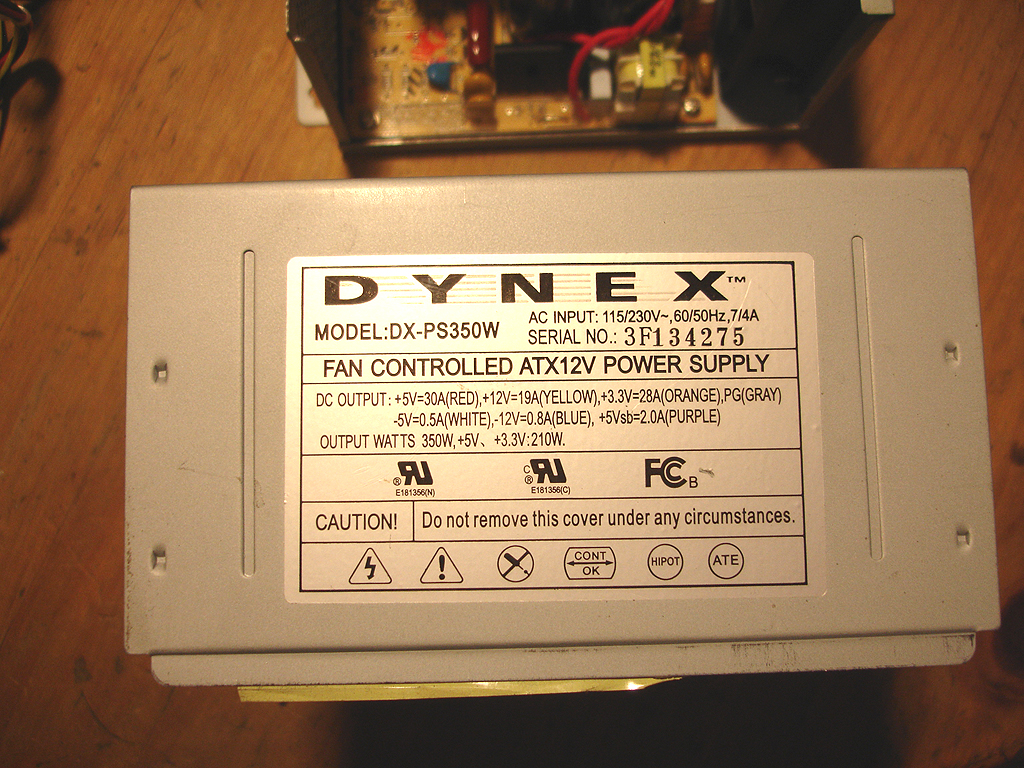 DYNEX™
MODEL:DX-PS350W
AC INPUT: 115/230V~,60/50Hz,7/4A
SERIAL NO.: 3F134275
FAN CONTROLLED ATX12V POWER SUPPLY
DC OUTPUT: +5V=30A(RED),+12V=19A(YELLOW),+3.3V=28A(ORANGE),PG(GRAY)
-5V=0.5A(WHITE),-12V=0.8A(BLUE), +5Vsb=2.0A(PURPLE)
OUTPUT WATTS 350W,+5V、 +3.3V:210W.
® RU
E181356(N)
C ® RU
E181356(C)
FC B
CAUTION!
Do not remove this cover under any circumstances.
CONT
OK
HIPOT
ATE